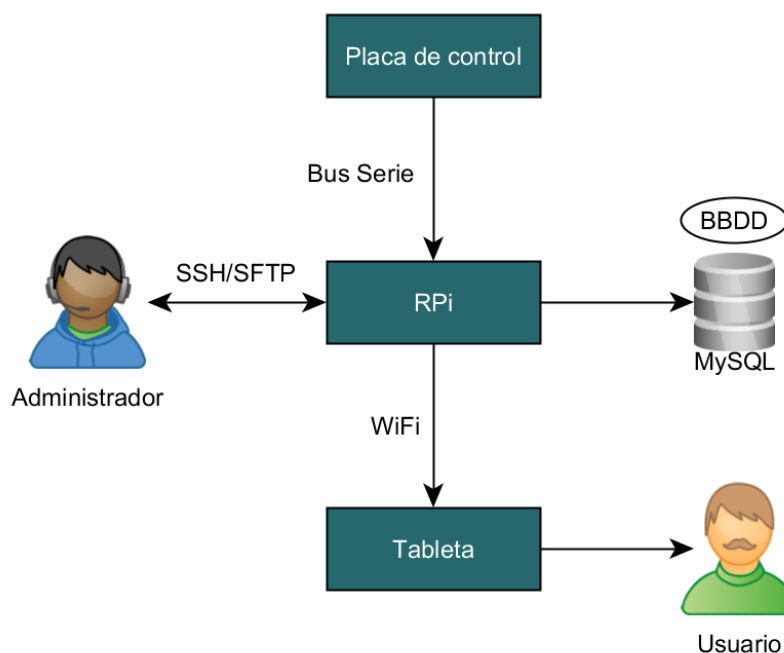 Placa de control
Bus Serie
BBDD
SSH/SFTP
RPi
MySQL
Administrador
WiFi
Tableta
Usuario